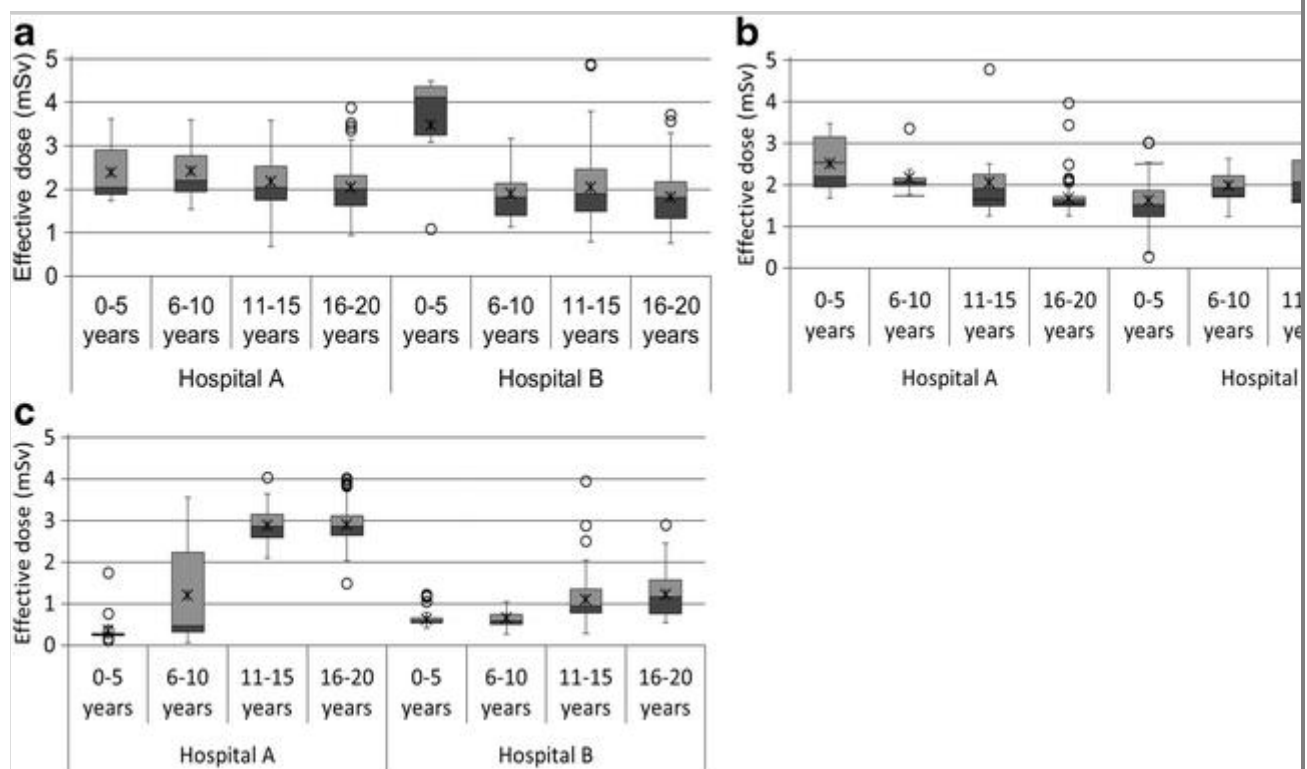 a
Effective dose (mSv)
5
4
3
2
1
0
0-5 6-10 11-15 16-20 0-5 6-10 11-15 16-20
years years years years years years years years
Hospital A Hospital B
b
Effective dose (mSv)
5
4
3
2
1
0
0-5 6-10 11-15 16-20 0-5 6-10 11
years years years years years years
Hospital A Hospital
c
Effective dose (mSv)
5
4
3
2
1
0
0-5 6-10 11-15 16-20 0-5 6-10 11-15 16-20
years years years years years years years years
Hospital A Hospital B